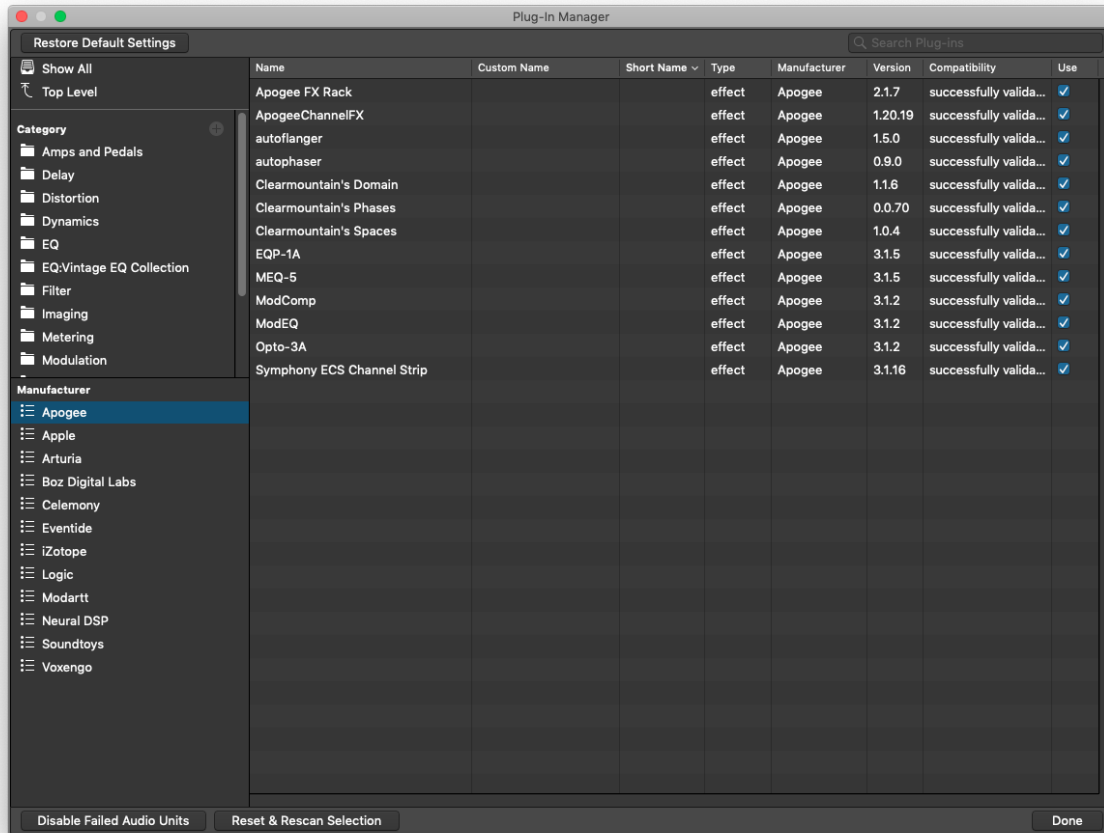 Plug-In Manager
Restore Default Settings
Search Plug-Ins
Show All
Top Level
Category
Amps and Pedals
Delay
Distortion
Dynamics
EQ
EQ:Vintage EQ Collection
Filter
Imaging
Metering
Modulation
Manufacturer
Apogee
Apple
Arturia
Boz Digital Labs
Celemony
Eventide
iZotope
Logic
Modartt
Neural DSP
Soundtoys
Voxengo
Name Custom Name Short Name Type Manufacturer Version Compatibility Use
Apogee FX Rack effect Apogee 2.1.7 successfully valida...
ApogeeChannelFX effect Apogee 1.20.19 successfully valida...
autoflanger effect Apogee 1.5.0 successfully valida...
autophaser effect Apogee 0.9.0 successfully valida...
Clearmountain's Domain effect Apogee 1.1.6 successfully valida...
Clearmountain's Phases effect Apogee 0.0.70 successfully valida...
Clearmountain's Spaces effect Apogee 1.0.4 successfully valida...
EQP-1A effect Apogee 3.1.5 successfully valida...
MEQ-5 effect Apogee 3.1.5 successfully valida...
ModComp effect Apogee 3.1.2 successfully valida...
ModEQ effect Apogee 3.1.2 successfully valida...
Opto-3A effect Apogee 3.1.2 successfully valida...
Symphony ECS Channel Strip effect Apogee 3.1.16 successfully valida...
Disable Failed Audio Units Reset & Rescan Selection Done